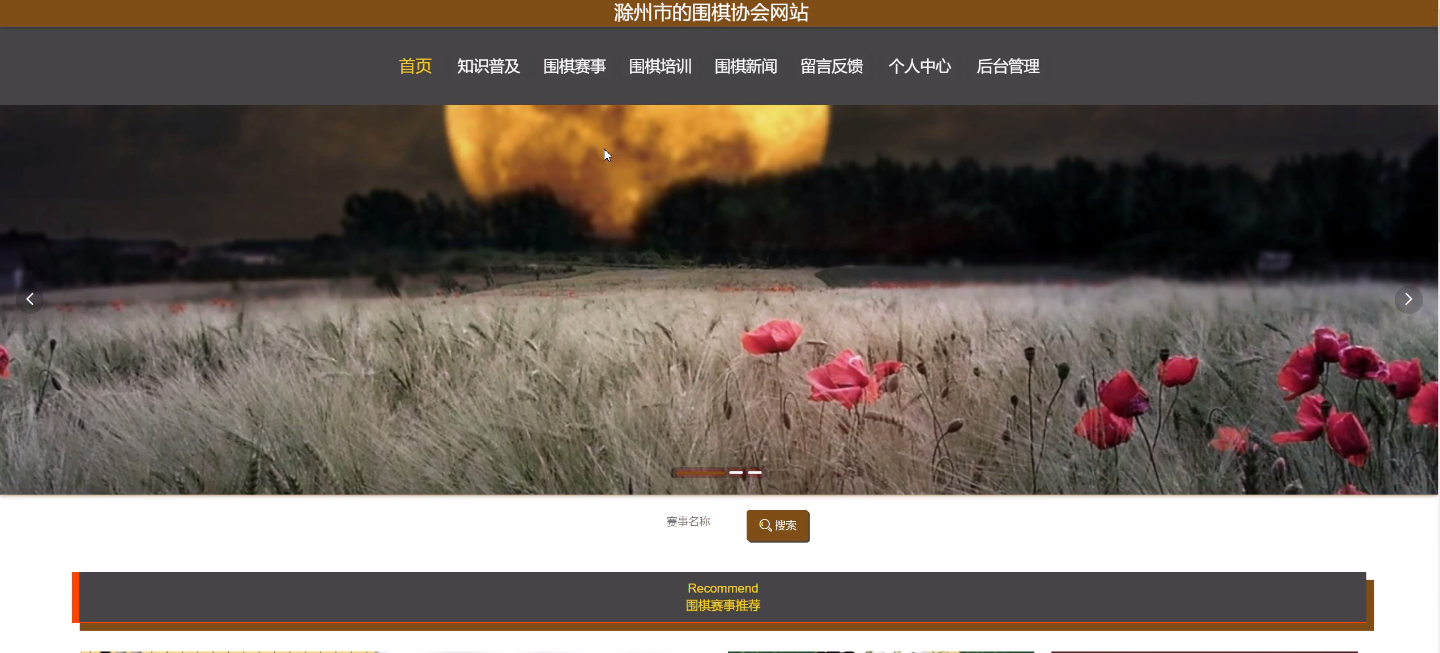 滁州市的围棋协会网站
首页 知识普及 围棋赛事 围棋培训 围棋新闻 留言反馈 个人中心 后台管理
赛事名称 搜索
Recommend
围棋赛事推荐